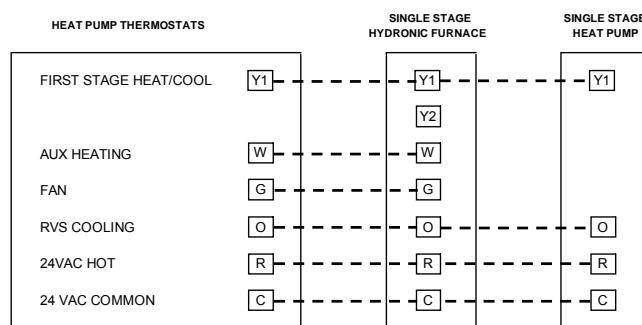 HEAT PUMP THERMOSTATS
SINGLE STAGE
HYDRONIC FURNACE
SINGLE STAGE
HEAT PUMP
FIRST STAGE HEAT/COOL Y1 Y1 Y1
Y2
AUX HEATING W W
FAN G G
RVS COOLING O O O
24VAC HOT R R R
24 VAC COMMON C C C